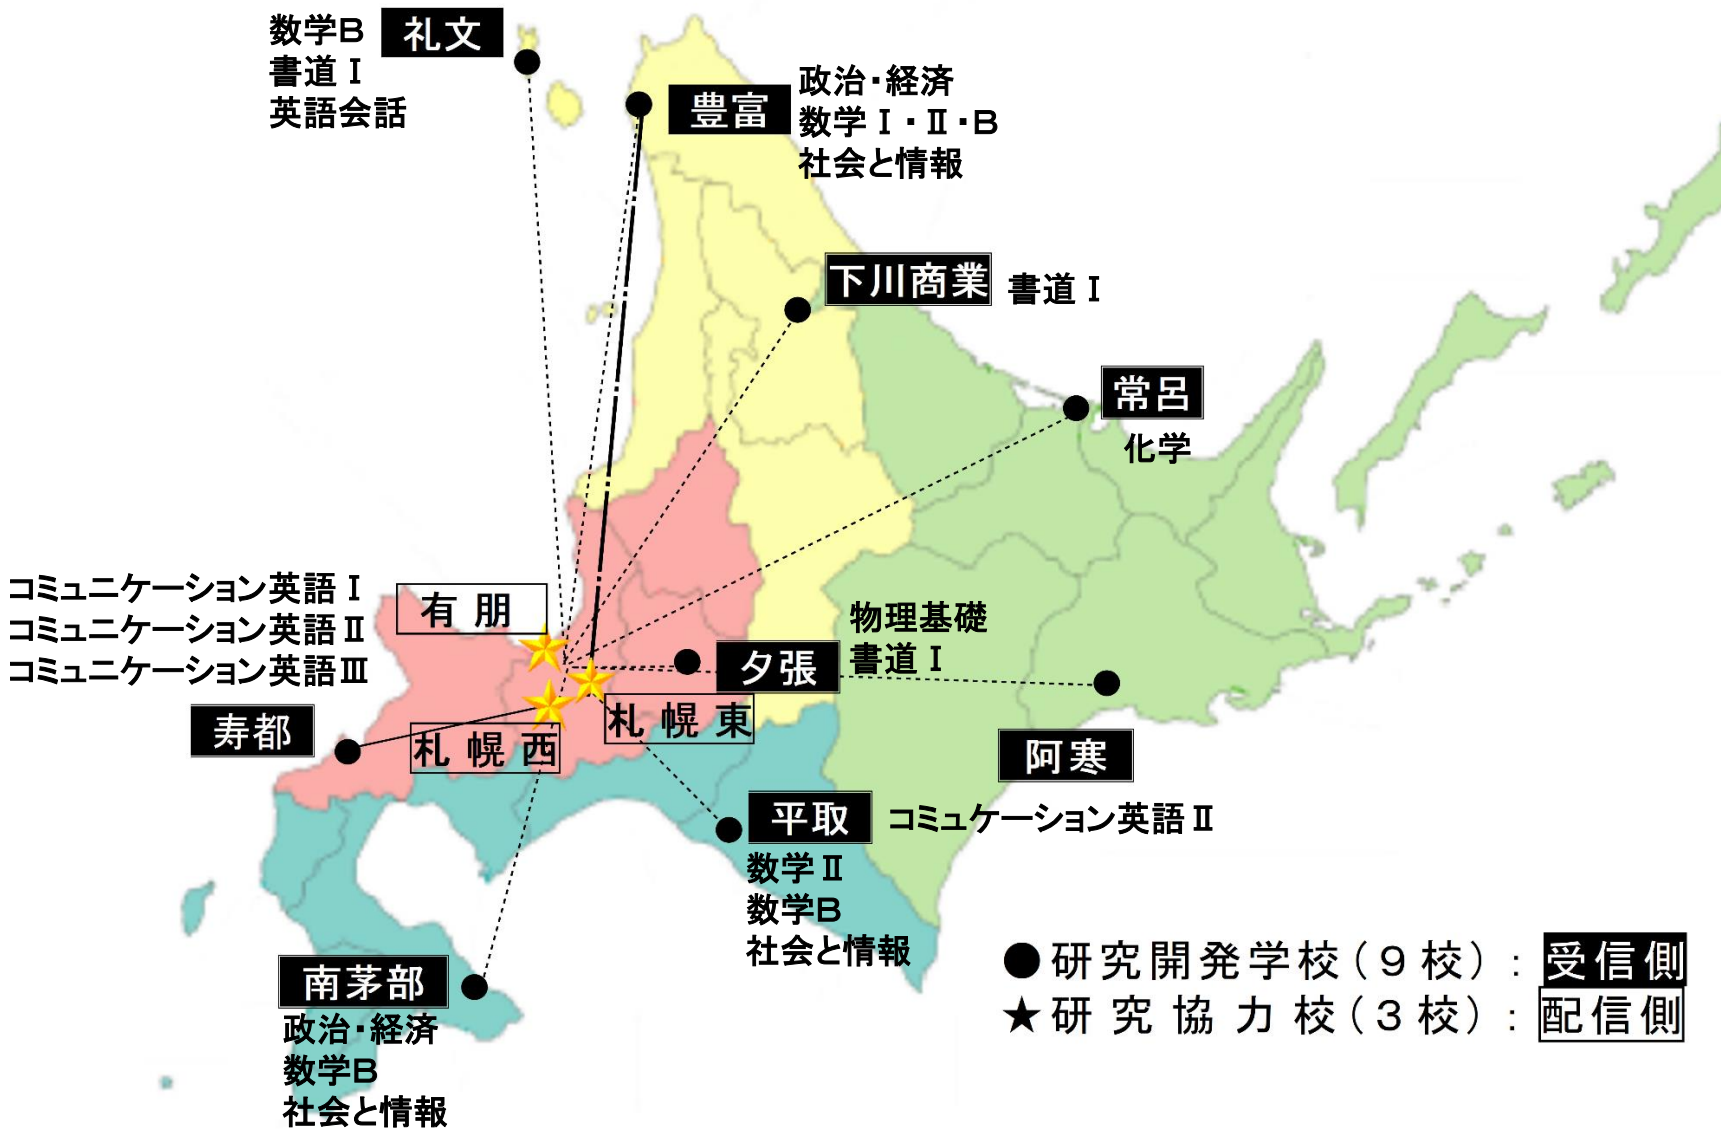 数学B
書道Ⅰ
英語会話
礼文
豊富
政治・経済
数学Ⅰ・Ⅱ・B
社会と情報
下川商業
書道Ⅰ
常呂
化学
コミュニケーション英語Ⅰ
コミュニケーション英語Ⅱ
コミュニケーション英語Ⅲ
有朋
物理基礎
書道Ⅰ
夕張
寿都
札幌西
札幌東
阿寒
コミュケーション英語Ⅱ
平取
数学Ⅱ
数学B
社会と情報
南茅部
政治・経済
数学B
社会と情報
●研究開発学校(9校):受信側
★研究協力校(3校):配信側